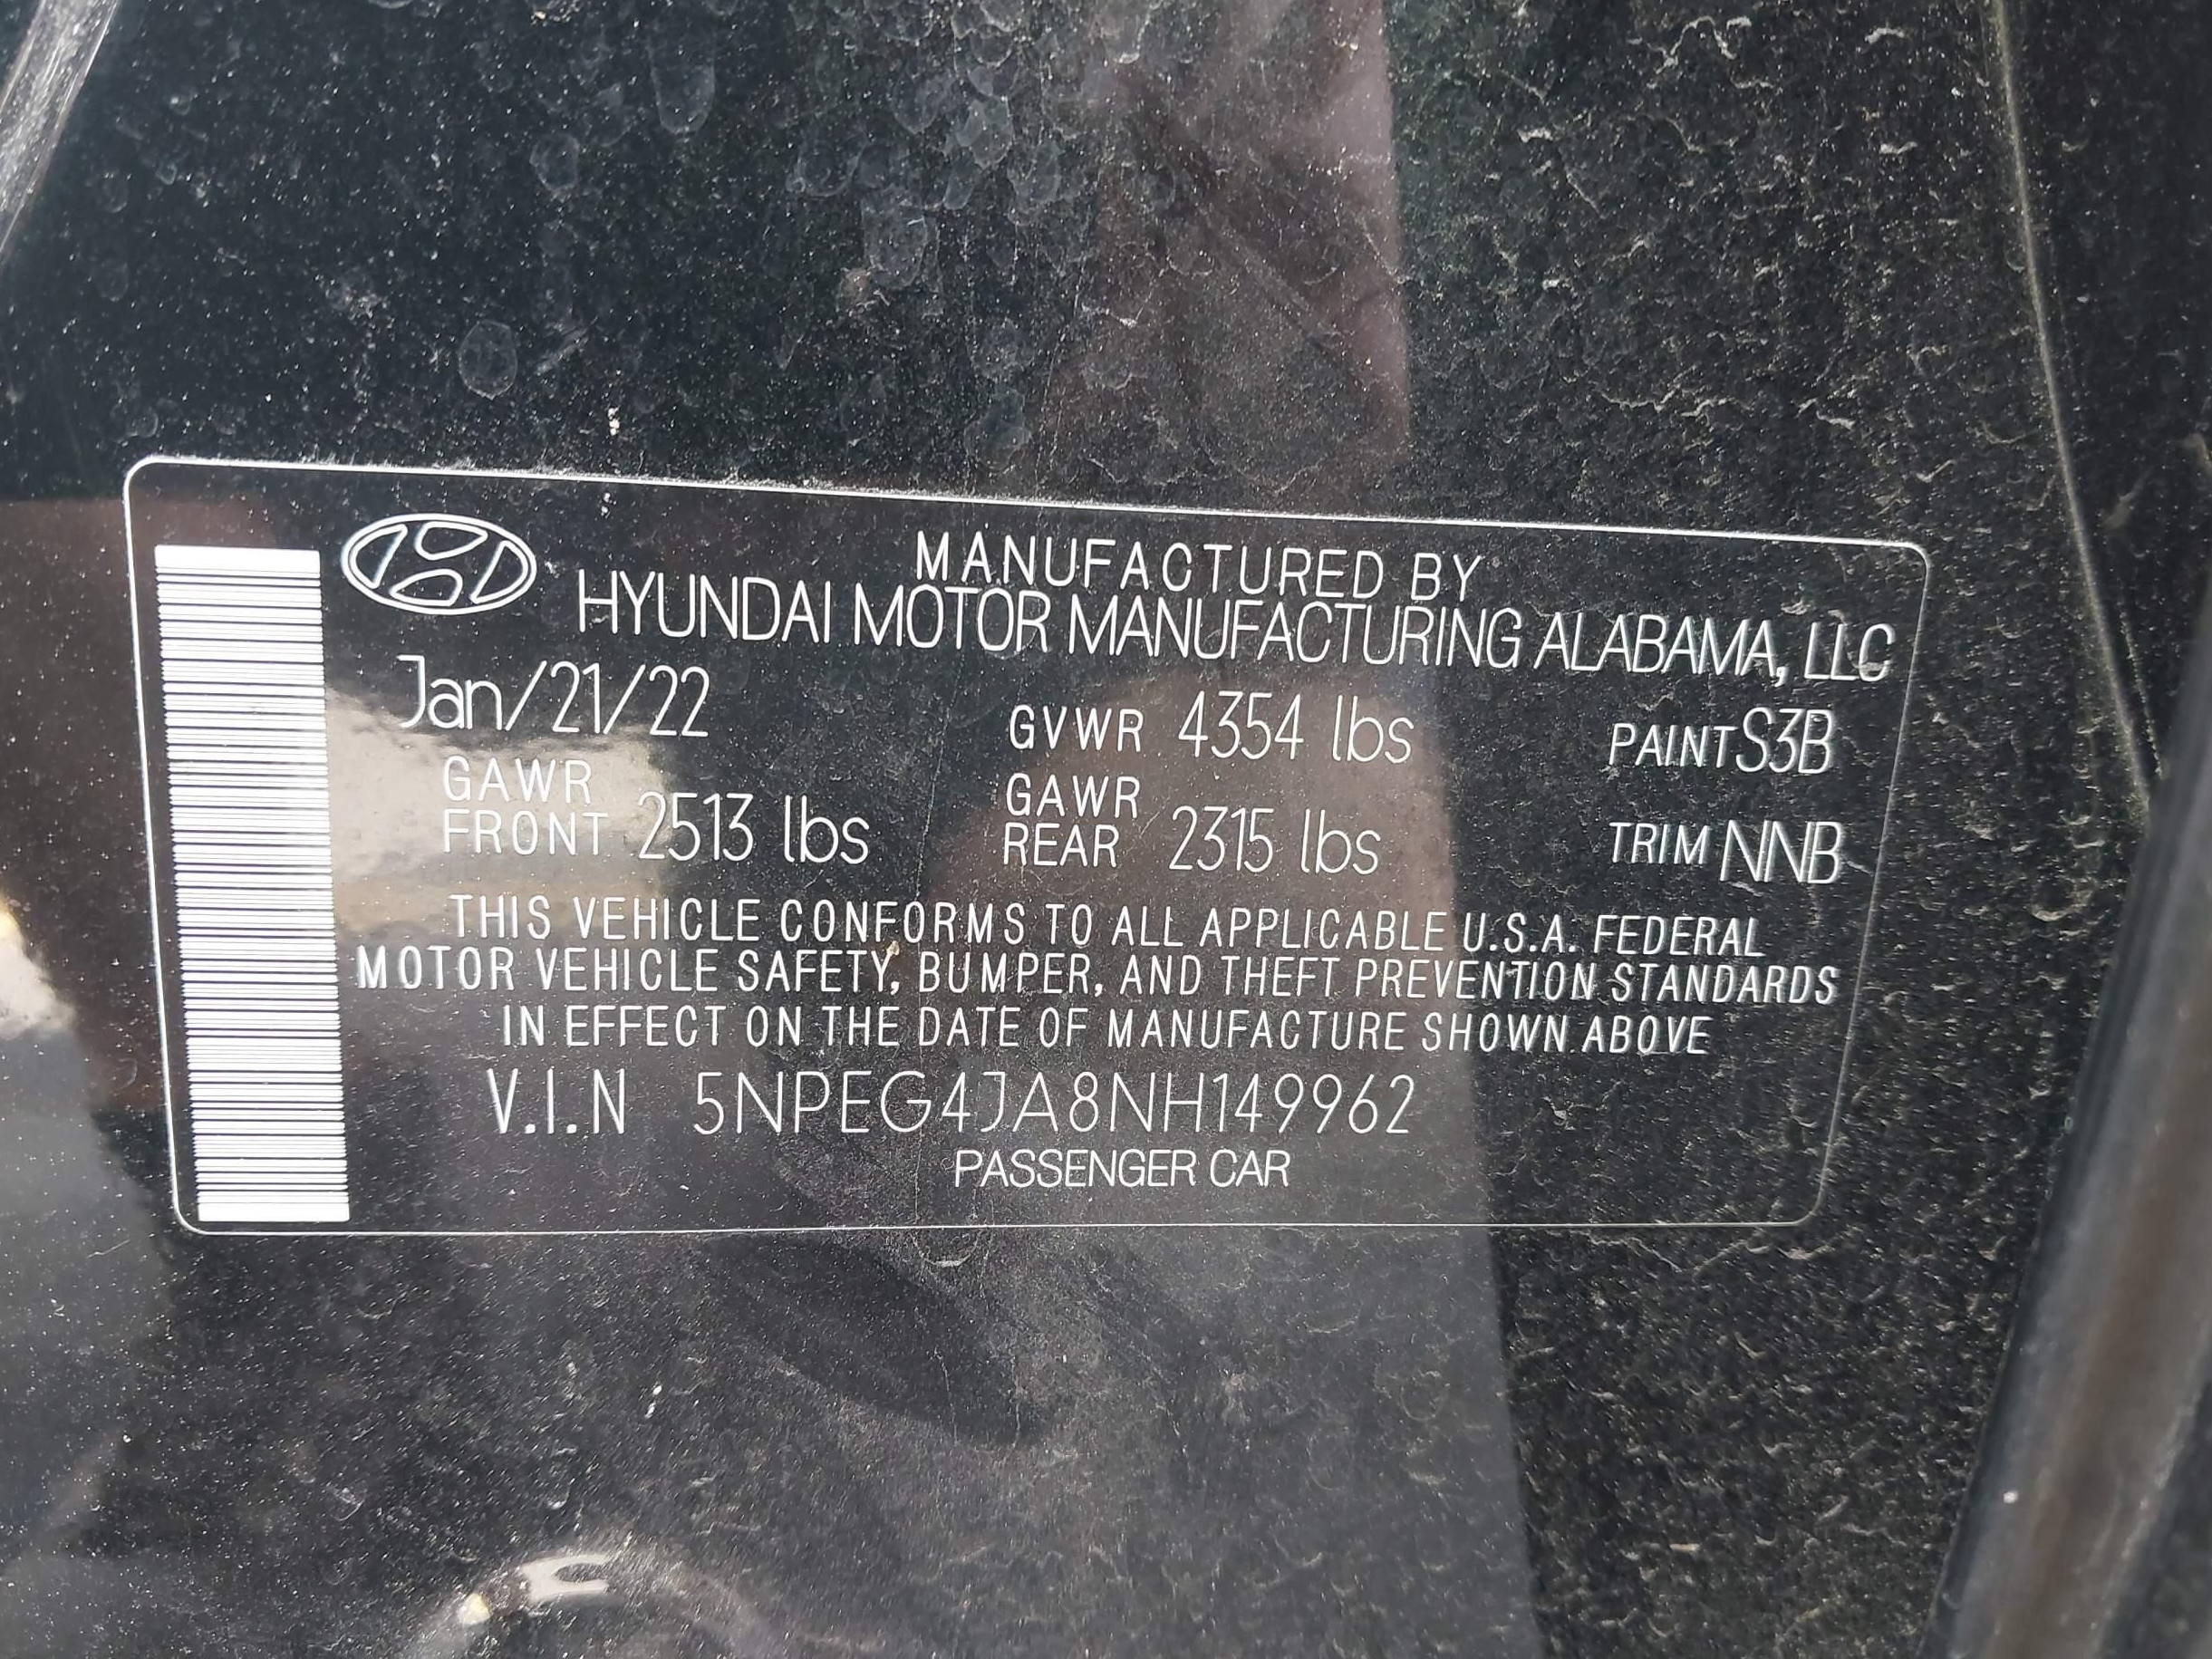 MANUFACTURED BY
HYUNDAI MOTOR MANUFACTURING ALABAMA, LLC
Jan/21/22 GVWR 4354 lbs PAINT S3B
GAWR FRONT 2513 lbs GAWR REAR 2315 lbs TRIM NNB
THIS VEHICLE CONFORMS TO ALL APPLICABLE U.S.A. FEDERAL
MOTOR VEHICLE SAFETY, BUMPER, AND THEFT PREVENTION STANDARDS
IN EFFECT ON THE DATE OF MANUFACTURE SHOWN ABOVE
V.I.N 5NPEG4JA8NH149962
PASSENGER CAR